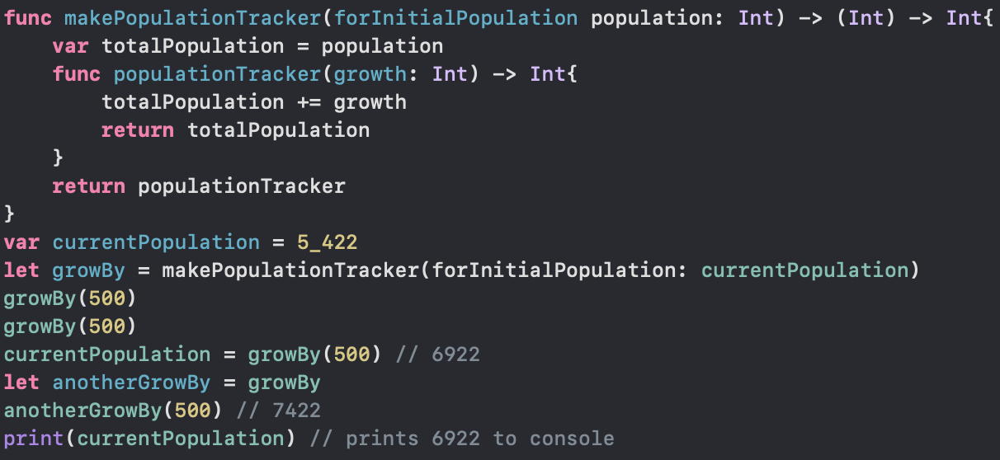 func makePopulationTracker(forInitialPopulation population: Int) -> (Int) -> Int{
    var totalPopulation = population
    func populationTracker(growth: Int) -> Int{
        totalPopulation += growth
        return totalPopulation
    }
    return populationTracker
}
var currentPopulation = 5_422
let growBy = makePopulationTracker(forInitialPopulation: currentPopulation)
growBy(500)
growBy(500)
currentPopulation = growBy(500) // 6922
let anotherGrowBy = growBy
anotherGrowBy(500) // 7422
print(currentPopulation) // prints 6922 to console